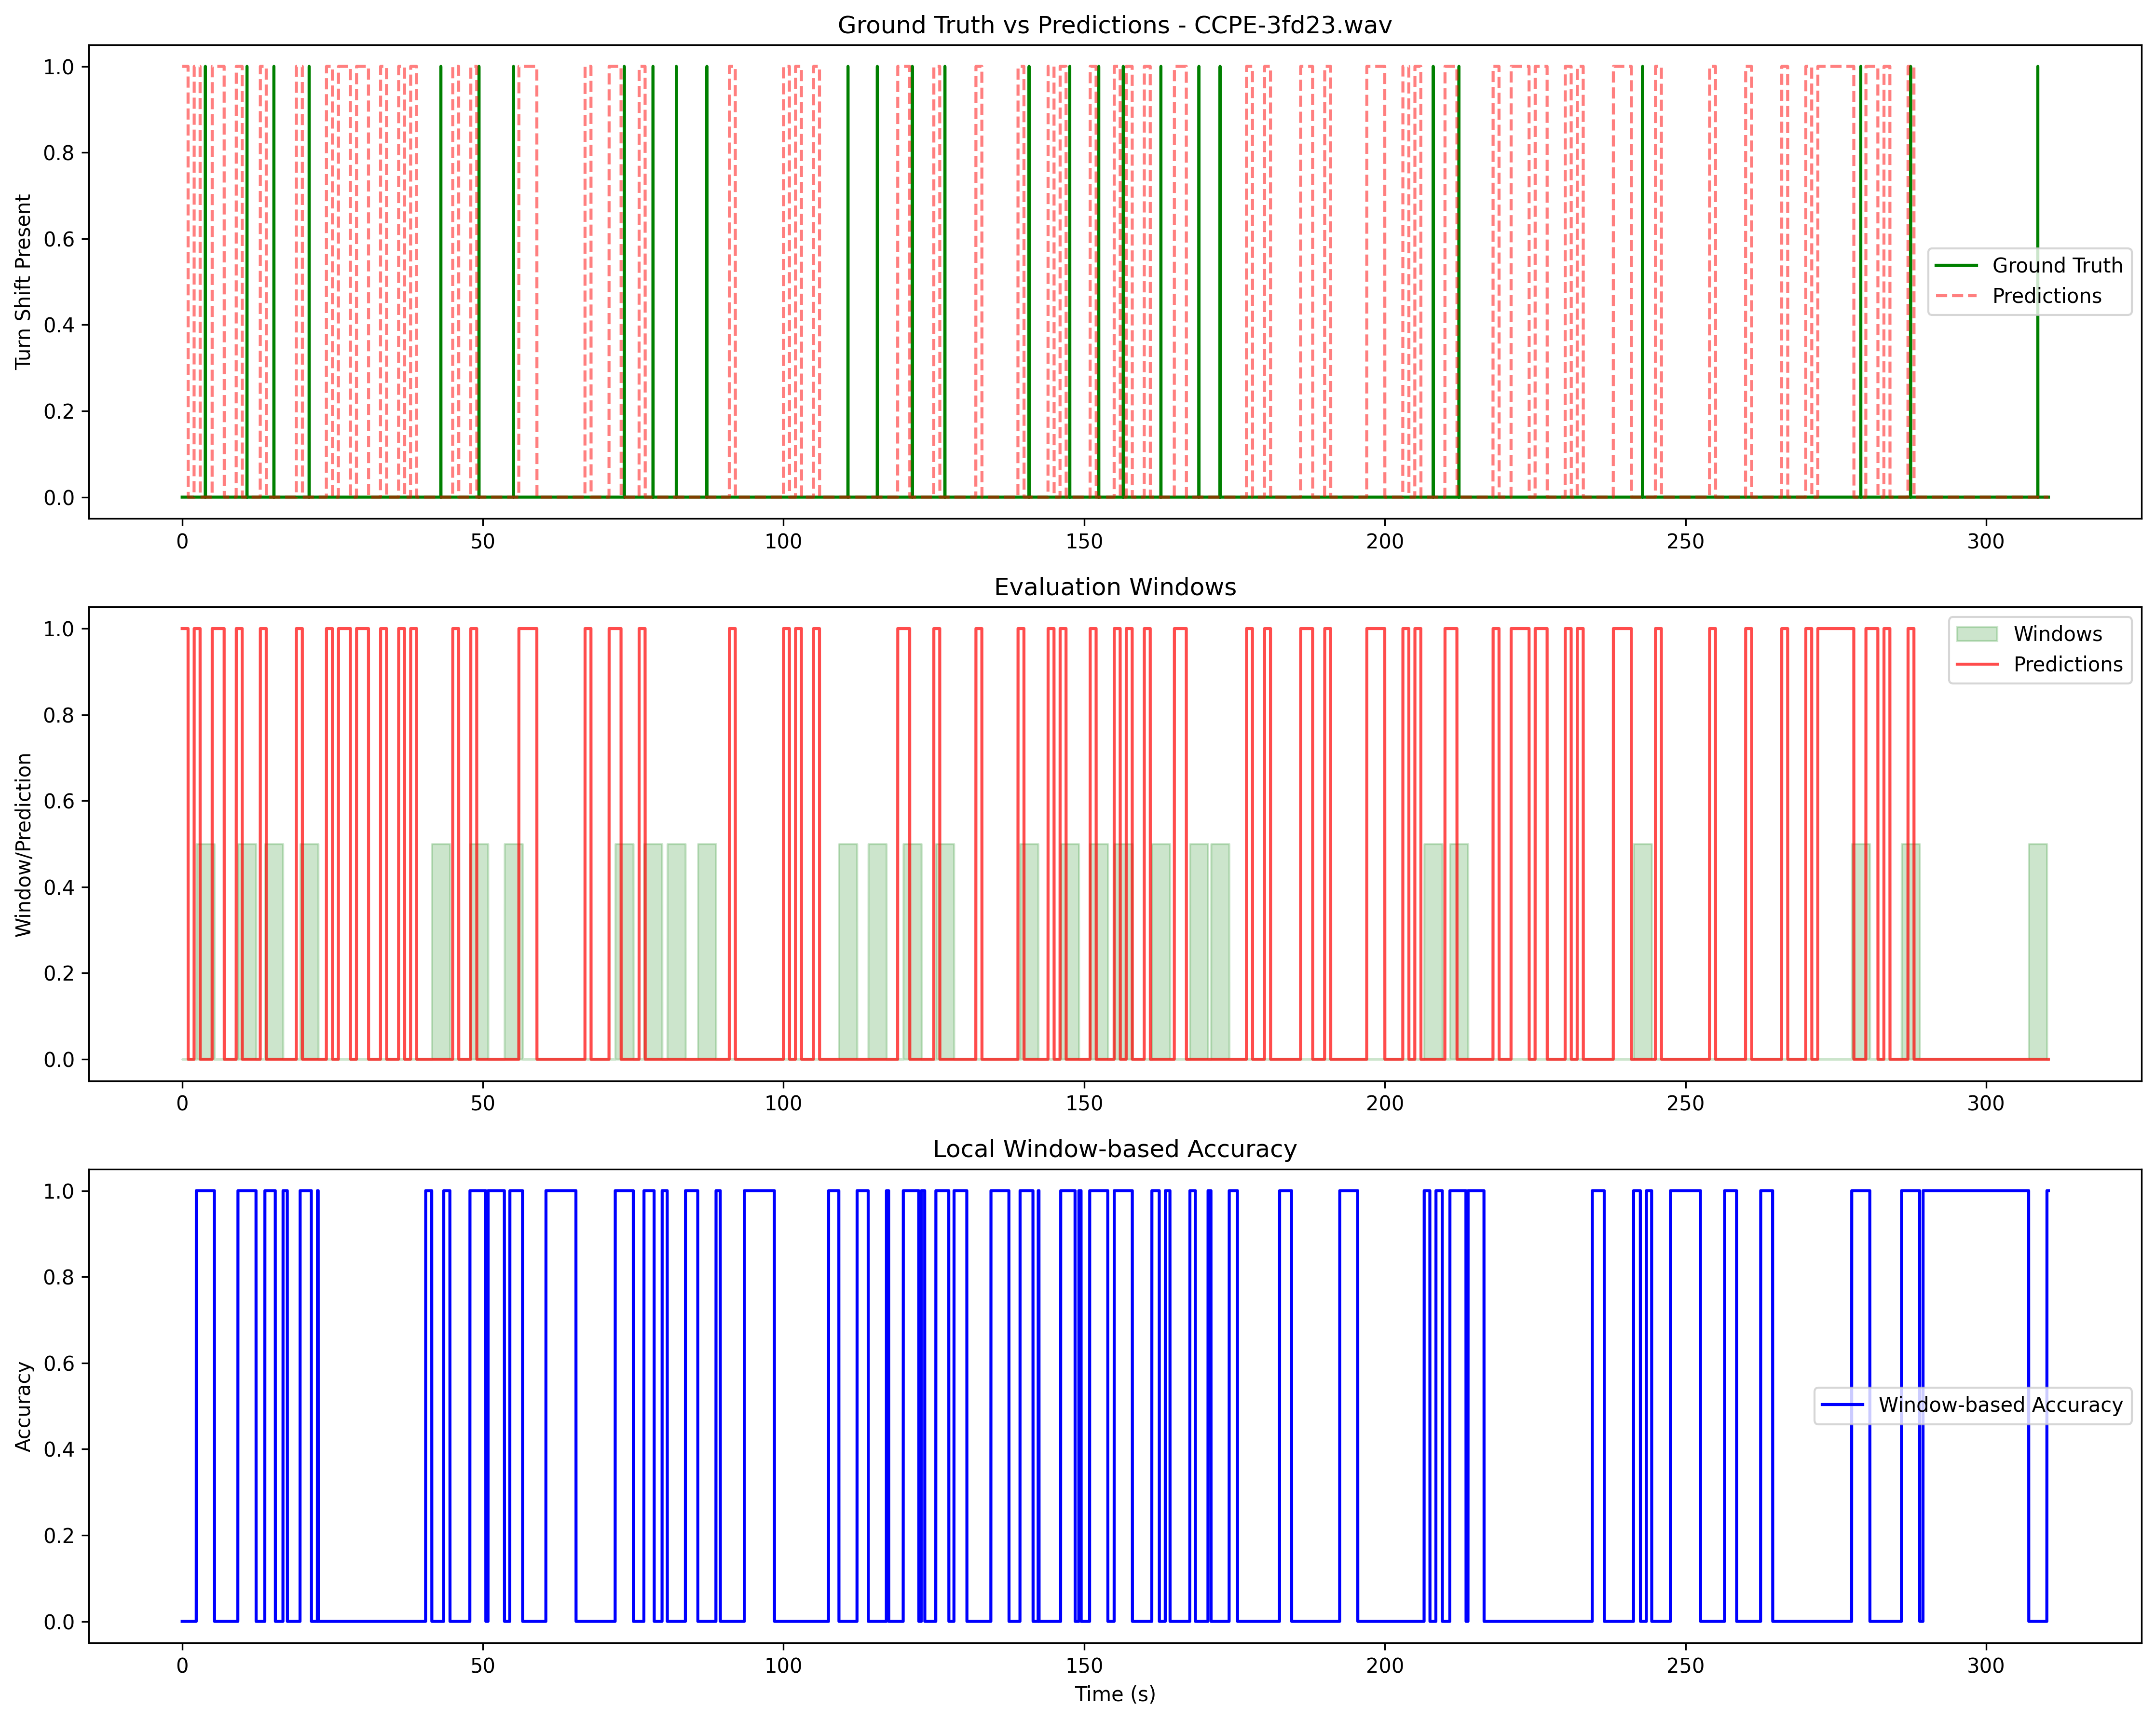 Ground Truth vs Predictions - CCPE-3fd23.wav
Turn Shift Present
1.0
0.8
0.6
0.4
0.2
0.0
Ground Truth
Predictions
0 50 100 150 200 250 300
Evaluation Windows
Window/Prediction
1.0
0.8
0.6
0.4
0.2
0.0
Windows
Predictions
0 50 100 150 200 250 300
Local Window-based Accuracy
Accuracy
1.0
0.8
0.6
0.4
0.2
0.0
Window-based Accuracy
0 50 100 150 200 250 300
Time (s)